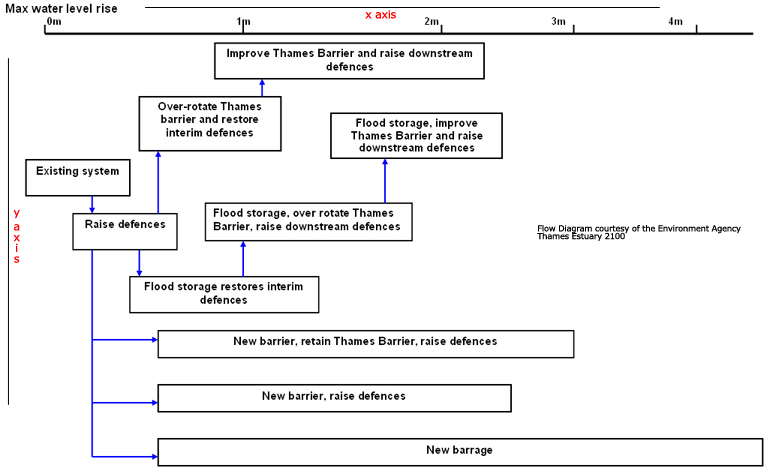 Max water level rise
x axis
0m 1m 2m 3m 4m
Improve Thames Barrier and raise downstream
defences
Over-rotate Thames
barrier and restore
interim defences
Flood storage, improve
Thames Barrier and raise
downstream defences
Existing system
y axis
Raise defences
Flood storage, over rotate Thames
Barrier, raise downstream defences
Flow Diagram courtesy of the Environment Agency
Thames Estuary 2100
Flood storage restores interim
defences
New barrier, retain Thames Barrier, raise defences
New barrier, raise defences
New barrage